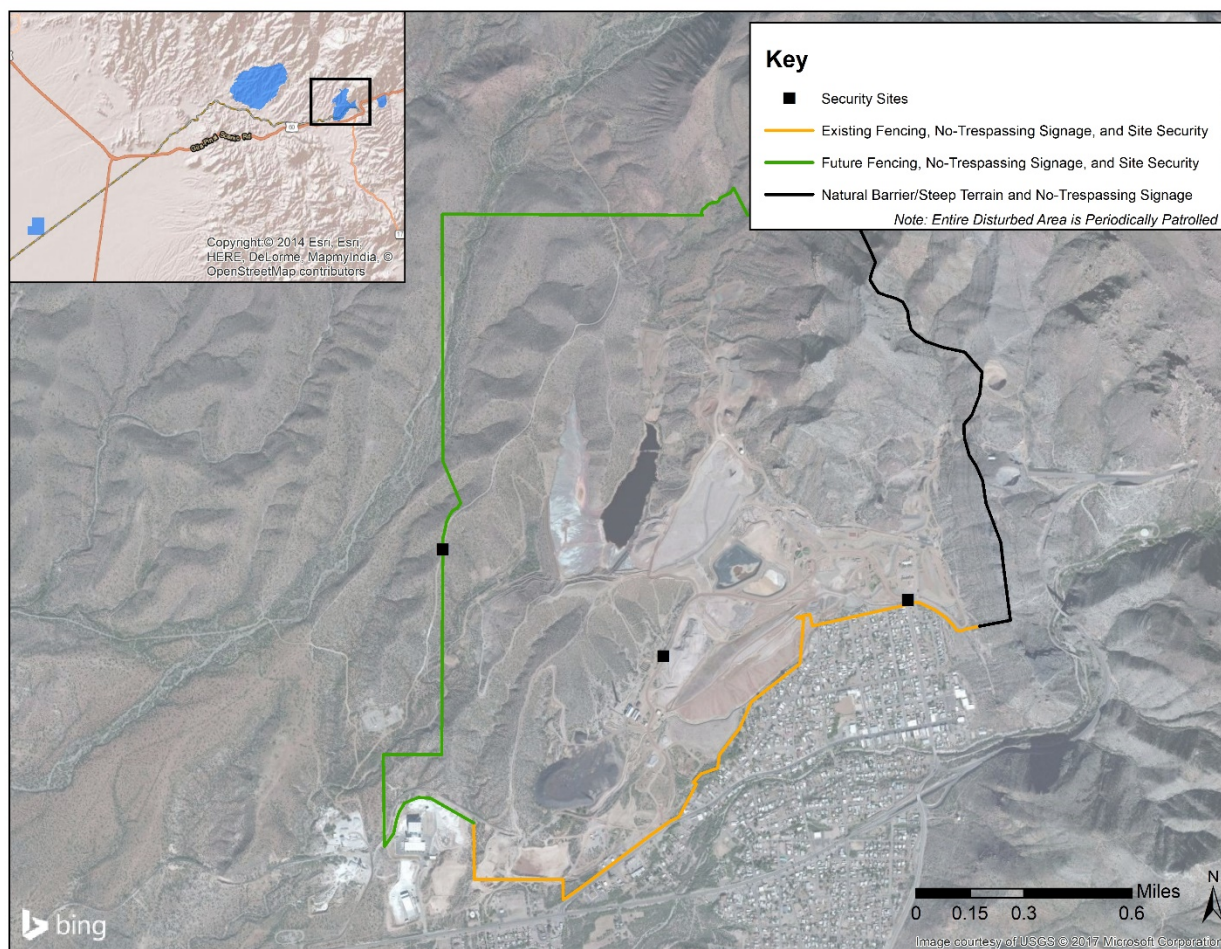 60
Copyright:© 2014 Esri, Esri,
HERE, DeLorme, MapmyIndia, ©
OpenStreetMap contributors
Key
Security Sites
Existing Fencing, No-Trespassing Signage, and Site Security
Future Fencing, No-Trespassing Signage, and Site Security
Natural Barrier/Steep Terrain and No-Trespassing Signage
Note: Entire Disturbed Area is Periodically Patrolled
bing
N
Miles
0 0.15 0.3 0.6
Image courtesy of USGS © 2017 Microsoft Corporation